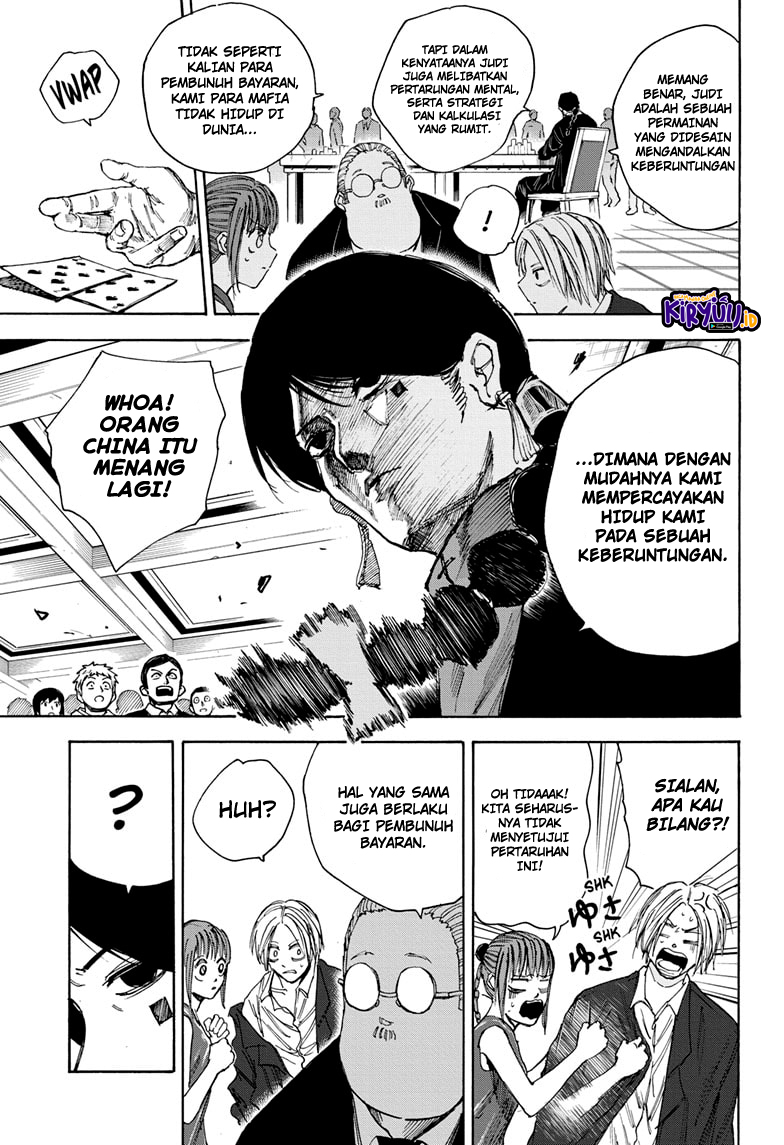 MEMANG
BENAR, JUDI
ADALAH SEBUAH
PERMAINAN
YANG DIDESAIN
MENGANDALKAN
KEBERUNTUNGAN
TAPI DALAM
KENYATAANYA JUDI
JUGA MELIBATKAN
PERTARUNGAN MENTAL,
SERTA STRATEGI
DAN KALKULASI
YANG RUMIT.
!
TIDAK SEPERTI
KALIAN PARA
PEMBUNUH BAYARAN,
KAMI PARA MAFIA
TIDAK HIDUP DI
DUNIA...
VWAP
KIRYUU.iD
...DIMANA DENGAN
MUDAHNYA KAMI
MEMPERCAYAKAN
HIDUP KAMI
PADA SEBUAH
KEBERUNTUNGAN.
WHOA!
ORANG
CHINA ITU
MENANG
LAGI!
SIALAN,
APA KAU
BILANG?!
OH TIDAAAK!
KITA SEHARUS-
NYA TIDAK
MENYETUJUI
PERTARUHAN
INI!
SHK
ゆさ
SHK
ゆさ
HAL YANG SAMA
JUGA BERLAKU
BAGI PEMBUNUH
BAYARAN.
HUH?
?